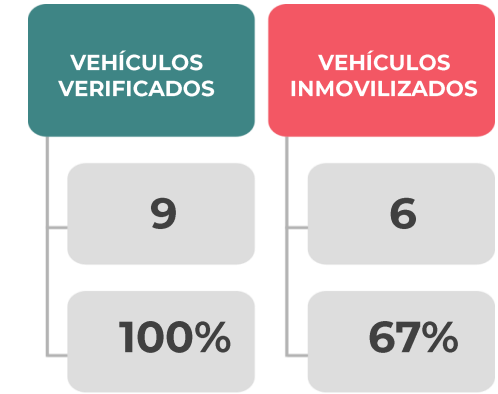 VEHÍCULOS
VERIFICADOS
9
100%
VEHÍCULOS
INMOVILIZADOS
6
67%